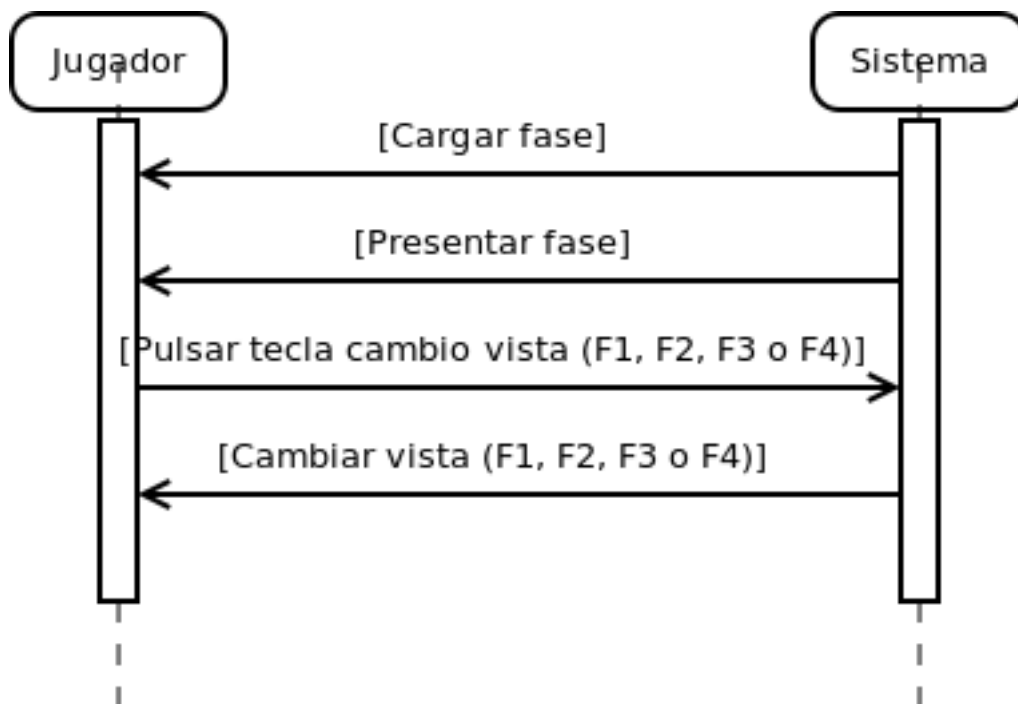 Jugador
Sistema
[Cargar fase]
[Presentar fase]
[Pulsar tecla cambio vista (F1, F2, F3 o F4)]
[Cambiar vista (F1, F2, F3 o F4)]